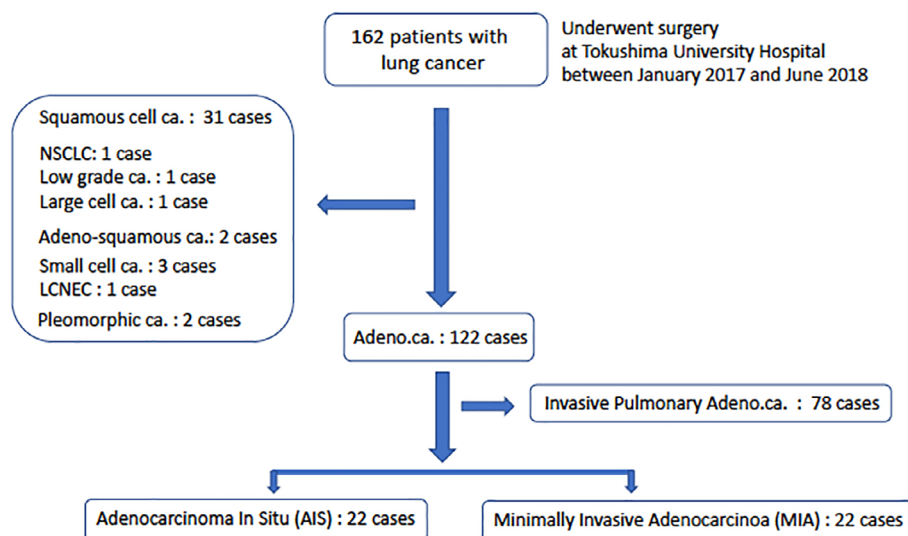 162 patients with
lung cancer
Underwent surgery
at Tokushima University Hospital
between January 2017 and June 2018
Squamous cell ca. : 31 cases
NSCLC: 1 case
Low grade ca. : 1 case
Large cell ca. : 1 case
Adeno-squamous ca.: 2 cases
Small cell ca. : 3 cases
LCNEC : 1 case
Pleomorphic ca. : 2 cases
Adeno.ca. : 122 cases
Invasive Pulmonary Adeno.ca. : 78 cases
Adenocarcinoma In Situ (AIS) : 22 cases
Minimally Invasive Adenocarcinoa (MIA) : 22 cases